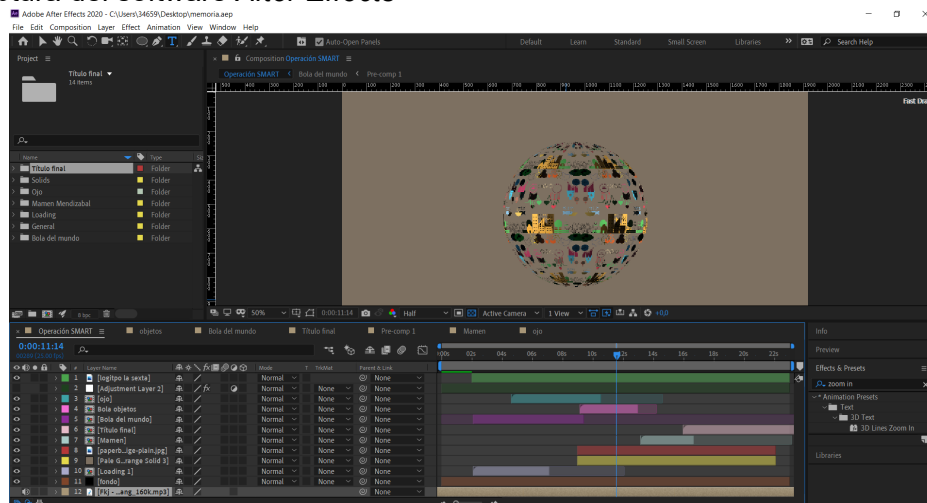 Adobe After Effects 2020 - C:\Users\34659\Desktop\memoria.aep
File Edit Composition Layer Effect Animation View Window Help
Auto-Open Panels
Default Learn Standard Small Screen Libraries
Search Help
Project
Composition Operación SMART
Título final
14 items
Operación SMART Bola del mundo Pre-comp 1
Name Type
Título final Folder
Solids Folder
Ojo Folder
Mamen Mendizabal Folder
Loading Folder
General Folder
Bola del mundo Folder
8 bpc
50% 0:00:11:14 Half Active Camera 1 View +0,0
Operación SMART objetos Bola del mundo Título final Pre-comp 1 Mamen ojo
0:00:11:14
Layer Name Mode T TrkMat Parent & Link
02s 04s 06s 08s 10s 12s 14s 16s 18s 20s 22s
1 [logitpo la sexta] Normal None
2 [Adjustment Layer 2] Normal None None
3 [ojo] Normal None None
4 Bola objetos Normal None None
5 [Bola del mundo] Normal None None
6 [Título final] Normal None None
7 [Mamen] Normal None None
8 [paperb...ige-plain.jpg] Normal None None
9 [Pale G...range Solid 3] Normal None None
10 [Loading 1] Normal None None
11 [fondo] Normal None None
12 [Fkj - ...ang_160k.mp3] None
Info
Preview
Effects & Presets
zoom in
* Animation Presets
Text
3D Text
3D Lines Zoom In
Libraries